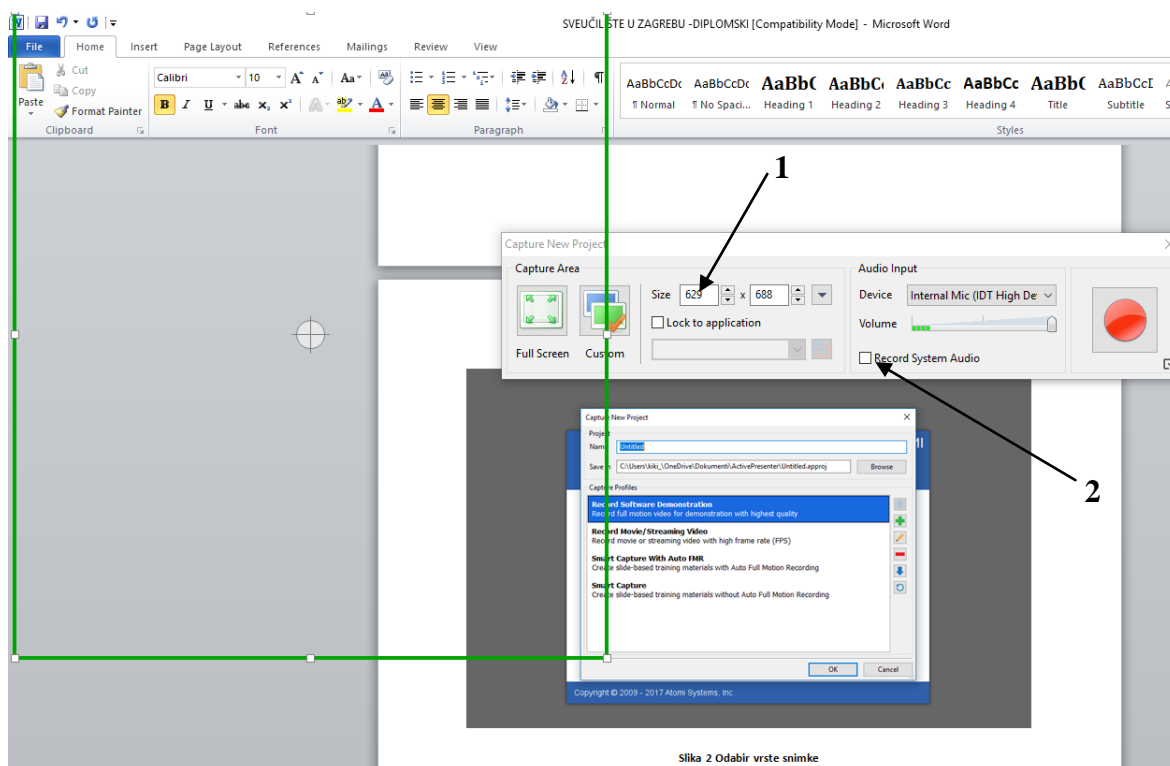 SVEUČILIŠTE U ZAGREBU -DIPLOMSKI [Compatibility Mode] - Microsoft Word
File Home Insert Page Layout References Mailings Review View
Paste
Cut
Copy
Format Painter
Clipboard
Calibri 10
Font
Paragraph
AaBbCcDc AaBbCcDc AaBb( AaBbC AaBbCc AaBbCc AaBb( AaBbCcI
¶ Normal ¶ No Spaci... Heading 1 Heading 2 Heading 3 Heading 4 Title Subtitle
Styles
1
Capture New Project
Capture Area
Full Screen Custom
Size 629 x 688
Lock to application
Audio Input
Device Internal Mic (IDT High De
Volume
Record System Audio
2
Capture New Project
Project
Name Untitled
Save in C:\Users\kiki_\OneDrive\Dokumenti\ActivePresenter\Untitled.approj Browse
Capture Profiles
Record Software Demonstration
Record full motion video for demonstration with highest quality
Record Movie/Streaming Video
Record movie or streaming video with high frame rate (FPS)
Smart Capture With Auto FMR
Create slide-based training materials with Auto Full Motion Recording
Smart Capture
Create slide-based training materials without Auto Full Motion Recording
OK Cancel
Copyright © 2009 - 2017 Atomi Systems, Inc.
Slika 2 Odabir vrste snimke